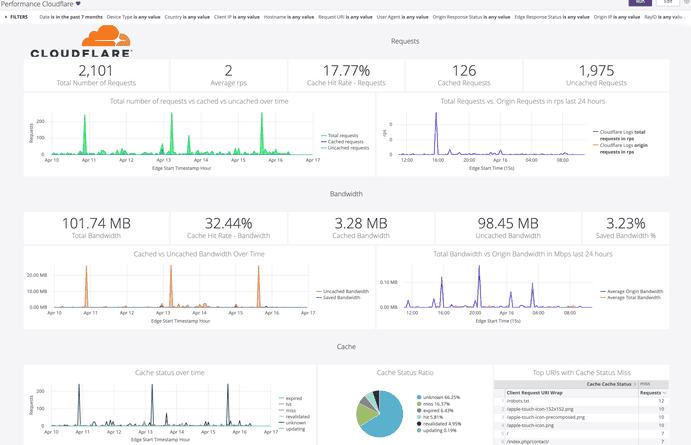 Performance Cloudflare
Run
Edit
FILTERS Date is in the past 7 months Device Type is any value Country is any value Client IP is any value Hostname is any value Request URI is any value User Agent is any value Origin Response Status is any value Edge Response Status is any value Origin IP is any value RayID is any valu...
CLOUDFLARE
Requests
2,101
Total Number of Requests
2
Average rps
17.77%
Cache Hit Rate - Requests
126
Cached Requests
1,975
Uncached Requests
Total number of requests vs cached vs uncached over time
Requests
200
100
0
Apr 10 Apr 11 Apr 12 Apr 13 Apr 14 Apr 15 Apr 16 Apr 17
Edge Start Timestamp Hour
Total requests
Cached requests
Uncached requests
Total Requests vs. Origin Requests in rps last 24 hours
rps
0
0
12:00 16:00 20:00 Apr 16 04:00 08:00
Edge Start Time (15s)
Cloudflare Logs total requests in rps
Cloudflare Logs origin requests in rps
Bandwidth
101.74 MB
Total Bandwidth
32.44%
Cache Hit Rate - Bandwidth
3.28 MB
Cached Bandwidth
98.45 MB
Uncached Bandwidth
3.23%
Saved Bandwidth %
Cached vs Uncached Bandwidth Over Time
20.00 MB
10.00 MB
0.00 MB
Apr 10 Apr 11 Apr 12 Apr 13 Apr 14 Apr 15 Apr 16 Apr 17
Edge Start Timestamp Hour
Uncached Bandwidth
Saved Bandwidth
Total Bandwidth vs Origin Bandwidth in Mbps last 24 hours
0.10 MB
0.00 MB
12:00 16:00 20:00 Apr 16 04:00 08:00
Edge Start Time (15s)
Average Origin Bandwidth
Average Total Bandwidth
Cache
Cache status over time
Requests
200
100
0
Apr 10 Apr 11 Apr 12 Apr 13 Apr 14 Apr 15 Apr 16 Apr 17
Edge Start Timestamp Hour
expired
hit
miss
revalidated
unknown
updating
Cache Status Ratio
unknown 66.25%
miss 16.37%
expired 6.43%
hit 5.81%
revalidated 4.95%
updating 0.19%
Top URIs with Cache Status Miss
Cache Cache Status miss
Client Request URI Wrap Requests
1 /robots.txt 12
2 /apple-touch-icon-152x152.png 10
3 /apple-touch-icon-precomposed.png 10
4 /apple-touch-icon.png 10
5 / 7
6 /index.php/contact/ 7